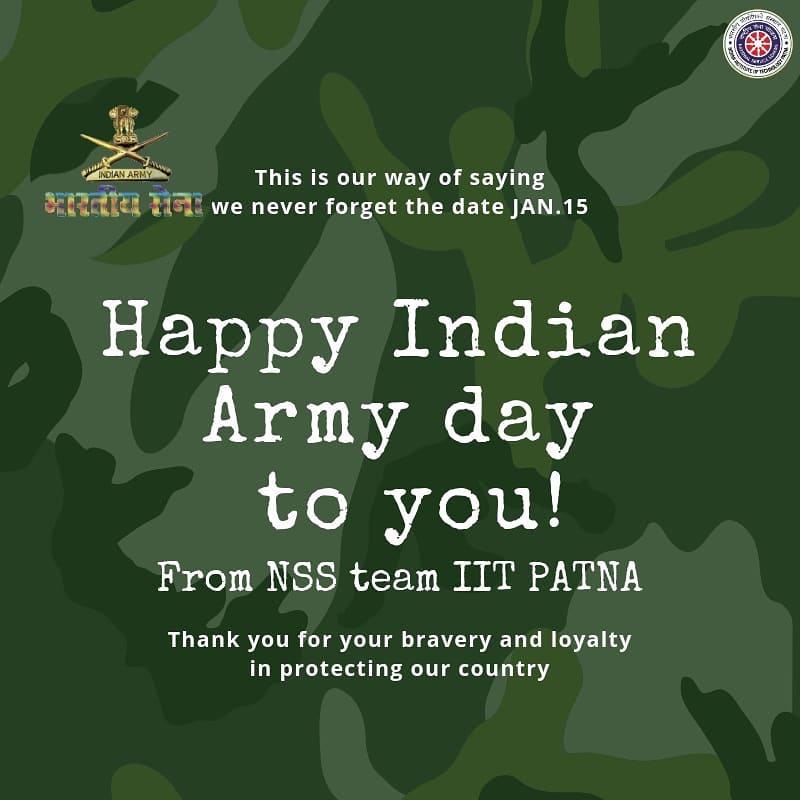 INDIAN ARMY
भारतीय सेना
This is our way of saying
we never forget the date JAN.15
Happy Indian
Army day
to you!
From NSS team IIT PATNA
Thank you for your bravery and loyalty
in protecting our country